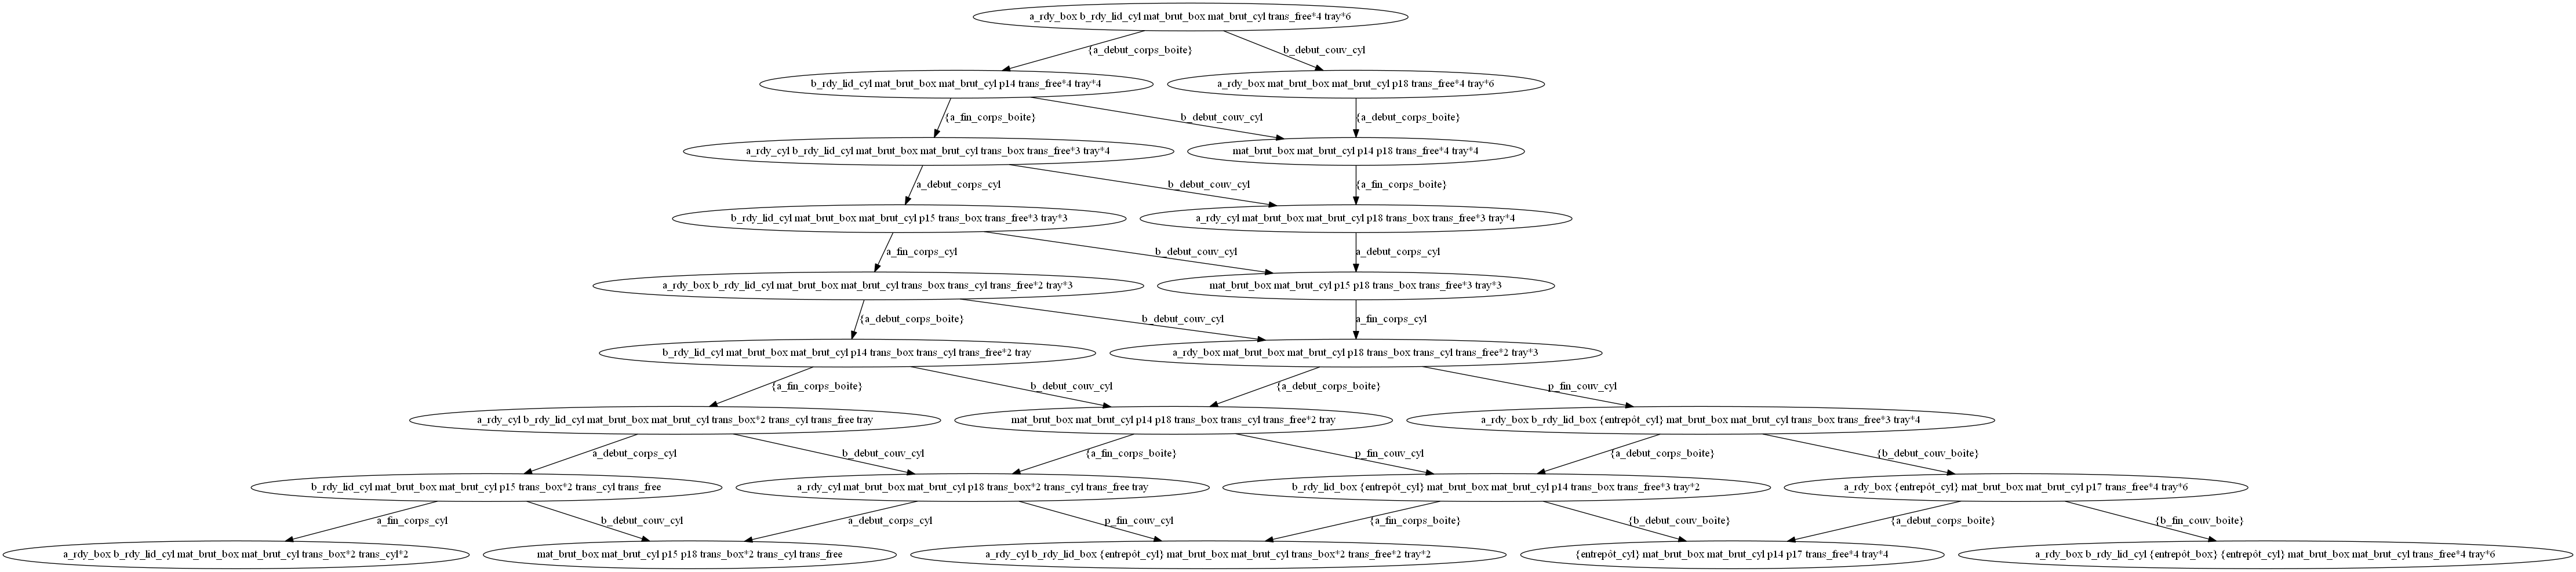 a_rdy_box b_rdy_lid_cyl mat_brut_box mat_brut_cyl trans_free*4 tray*6
{a_debut_corps_boite}
b_debut_couv_cyl
b_rdy_lid_cyl mat_brut_box mat_brut_cyl p14 trans_free*4 tray*4
a_rdy_box mat_brut_box mat_brut_cyl p18 trans_free*4 tray*6
{a_fin_corps_boite}
b_debut_couv_cyl
{a_debut_corps_boite}
a_rdy_cyl b_rdy_lid_cyl mat_brut_box mat_brut_cyl trans_box trans_free*3 tray*4
mat_brut_box mat_brut_cyl p14 p18 trans_free*4 tray*4
a_debut_corps_cyl
b_debut_couv_cyl
{a_fin_corps_boite}
b_rdy_lid_cyl mat_brut_box mat_brut_cyl p15 trans_box trans_free*3 tray*3
a_rdy_cyl mat_brut_box mat_brut_cyl p18 trans_box trans_free*3 tray*4
a_fin_corps_cyl
b_debut_couv_cyl
a_debut_corps_cyl
a_rdy_box b_rdy_lid_cyl mat_brut_box mat_brut_cyl trans_box trans_cyl trans_free*2 tray*3
mat_brut_box mat_brut_cyl p15 p18 trans_box trans_free*3 tray*3
{a_debut_corps_boite}
b_debut_couv_cyl
a_fin_corps_cyl
b_rdy_lid_cyl mat_brut_box mat_brut_cyl p14 trans_box trans_cyl trans_free*2 tray
a_rdy_box mat_brut_box mat_brut_cyl p18 trans_box trans_cyl trans_free*2 tray*3
{a_fin_corps_boite}
b_debut_couv_cyl
{a_debut_corps_boite}
p_fin_couv_cyl
a_rdy_cyl b_rdy_lid_cyl mat_brut_box mat_brut_cyl trans_box*2 trans_cyl trans_free tray
mat_brut_box mat_brut_cyl p14 p18 trans_box trans_cyl trans_free*2 tray
a_rdy_box b_rdy_lid_box {entrepôt_cyl} mat_brut_box mat_brut_cyl trans_box trans_free*3 tray*4
a_debut_corps_cyl
b_debut_couv_cyl
{a_fin_corps_boite}
p_fin_couv_cyl
{a_debut_corps_boite}
{b_debut_couv_boite}
b_rdy_lid_cyl mat_brut_box mat_brut_cyl p15 trans_box*2 trans_cyl trans_free
a_rdy_cyl mat_brut_box mat_brut_cyl p18 trans_box*2 trans_cyl trans_free tray
b_rdy_lid_box {entrepôt_cyl} mat_brut_box mat_brut_cyl p14 trans_box trans_free*3 tray*2
a_rdy_box {entrepôt_cyl} mat_brut_box mat_brut_cyl p17 trans_free*4 tray*6
a_fin_corps_cyl
b_debut_couv_cyl
a_debut_corps_cyl
p_fin_couv_cyl
{a_fin_corps_boite}
{b_debut_couv_boite}
{a_debut_corps_boite}
{b_fin_couv_boite}
a_rdy_box b_rdy_lid_cyl mat_brut_box mat_brut_cyl trans_box*2 trans_cyl*2
mat_brut_box mat_brut_cyl p15 p18 trans_box*2 trans_cyl trans_free
a_rdy_cyl b_rdy_lid_box {entrepôt_cyl} mat_brut_box mat_brut_cyl trans_box*2 trans_free*2 tray*2
{entrepôt_cyl} mat_brut_box mat_brut_cyl p14 p17 trans_free*4 tray*4
a_rdy_box b_rdy_lid_cyl {entrepôt_box} {entrepôt_cyl} mat_brut_box mat_brut_cyl trans_free*4 tray*6